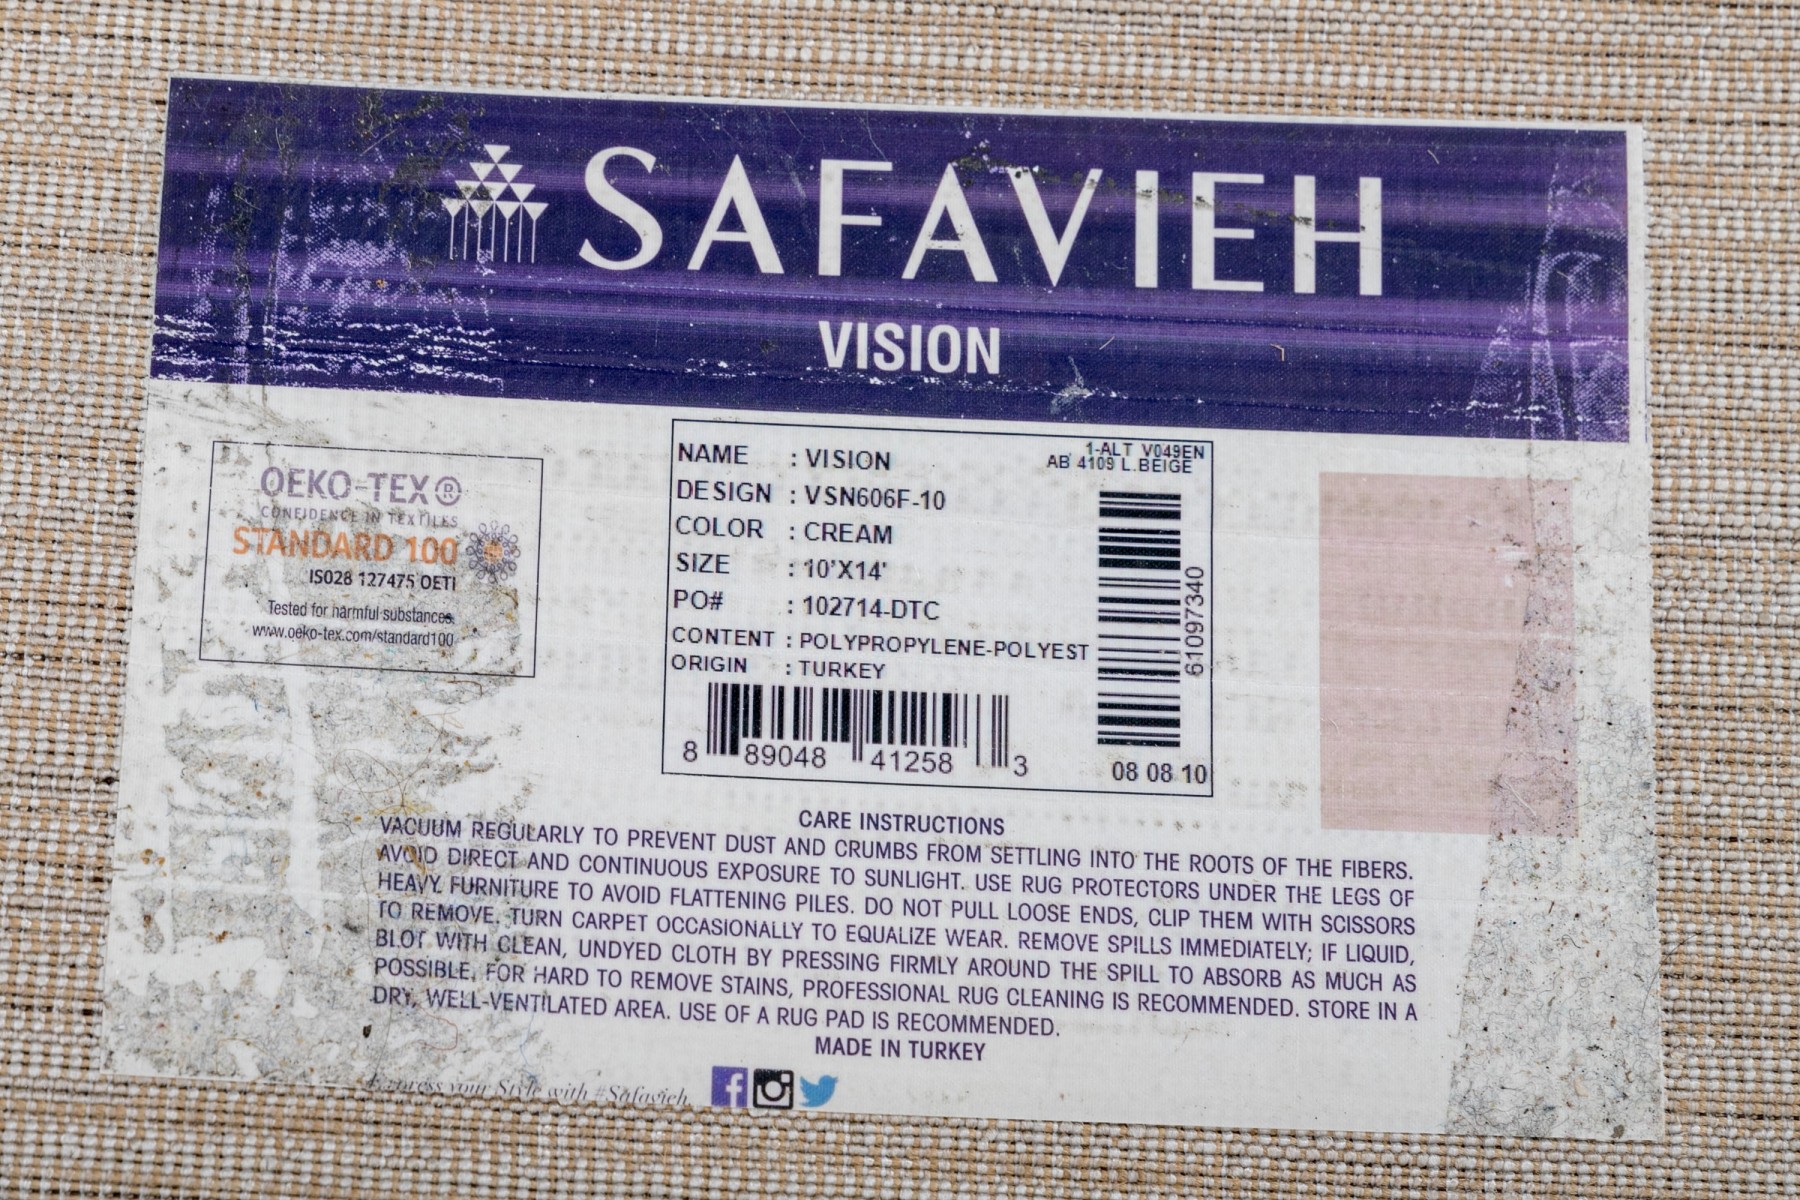 SAFAVIEH
VISION
OEKO-TEX®
CONFIDENCE IN TEXTILES
STANDARD 100
IS028 127475 OETI
Tested for harmful substances.
www.oeko-tex.com/standard100
1-ALT V049EN
AB 4109 L.BEIGE
NAME : VISION
DESIGN : VSN606F-10
COLOR : CREAM
SIZE : 10'X14'
PO# : 102714-DTC
CONTENT : POLYPROPYLENE-POLYEST
ORIGIN : TURKEY
8 89048 41258 3
61097340
08 08 10
CARE INSTRUCTIONS
VACUUM REGULARLY TO PREVENT DUST AND CRUMBS FROM SETTLING INTO THE ROOTS OF THE FIBERS.
AVOID DIRECT AND CONTINUOUS EXPOSURE TO SUNLIGHT. USE RUG PROTECTORS UNDER THE LEGS OF
HEAVY FURNITURE TO AVOID FLATTENING PILES. DO NOT PULL LOOSE ENDS, CLIP THEM WITH SCISSORS
TO REMOVE. TURN CARPET OCCASIONALLY TO EQUALIZE WEAR. REMOVE SPILLS IMMEDIATELY; IF LIQUID,
BLOT WITH CLEAN, UNDYED CLOTH BY PRESSING FIRMLY AROUND THE SPILL TO ABSORB AS MUCH AS
POSSIBLE. FOR HARD TO REMOVE STAINS, PROFESSIONAL RUG CLEANING IS RECOMMENDED. STORE IN A
DRY, WELL-VENTILATED AREA. USE OF A RUG PAD IS RECOMMENDED.
MADE IN TURKEY
Express your Style with #Safavieh.